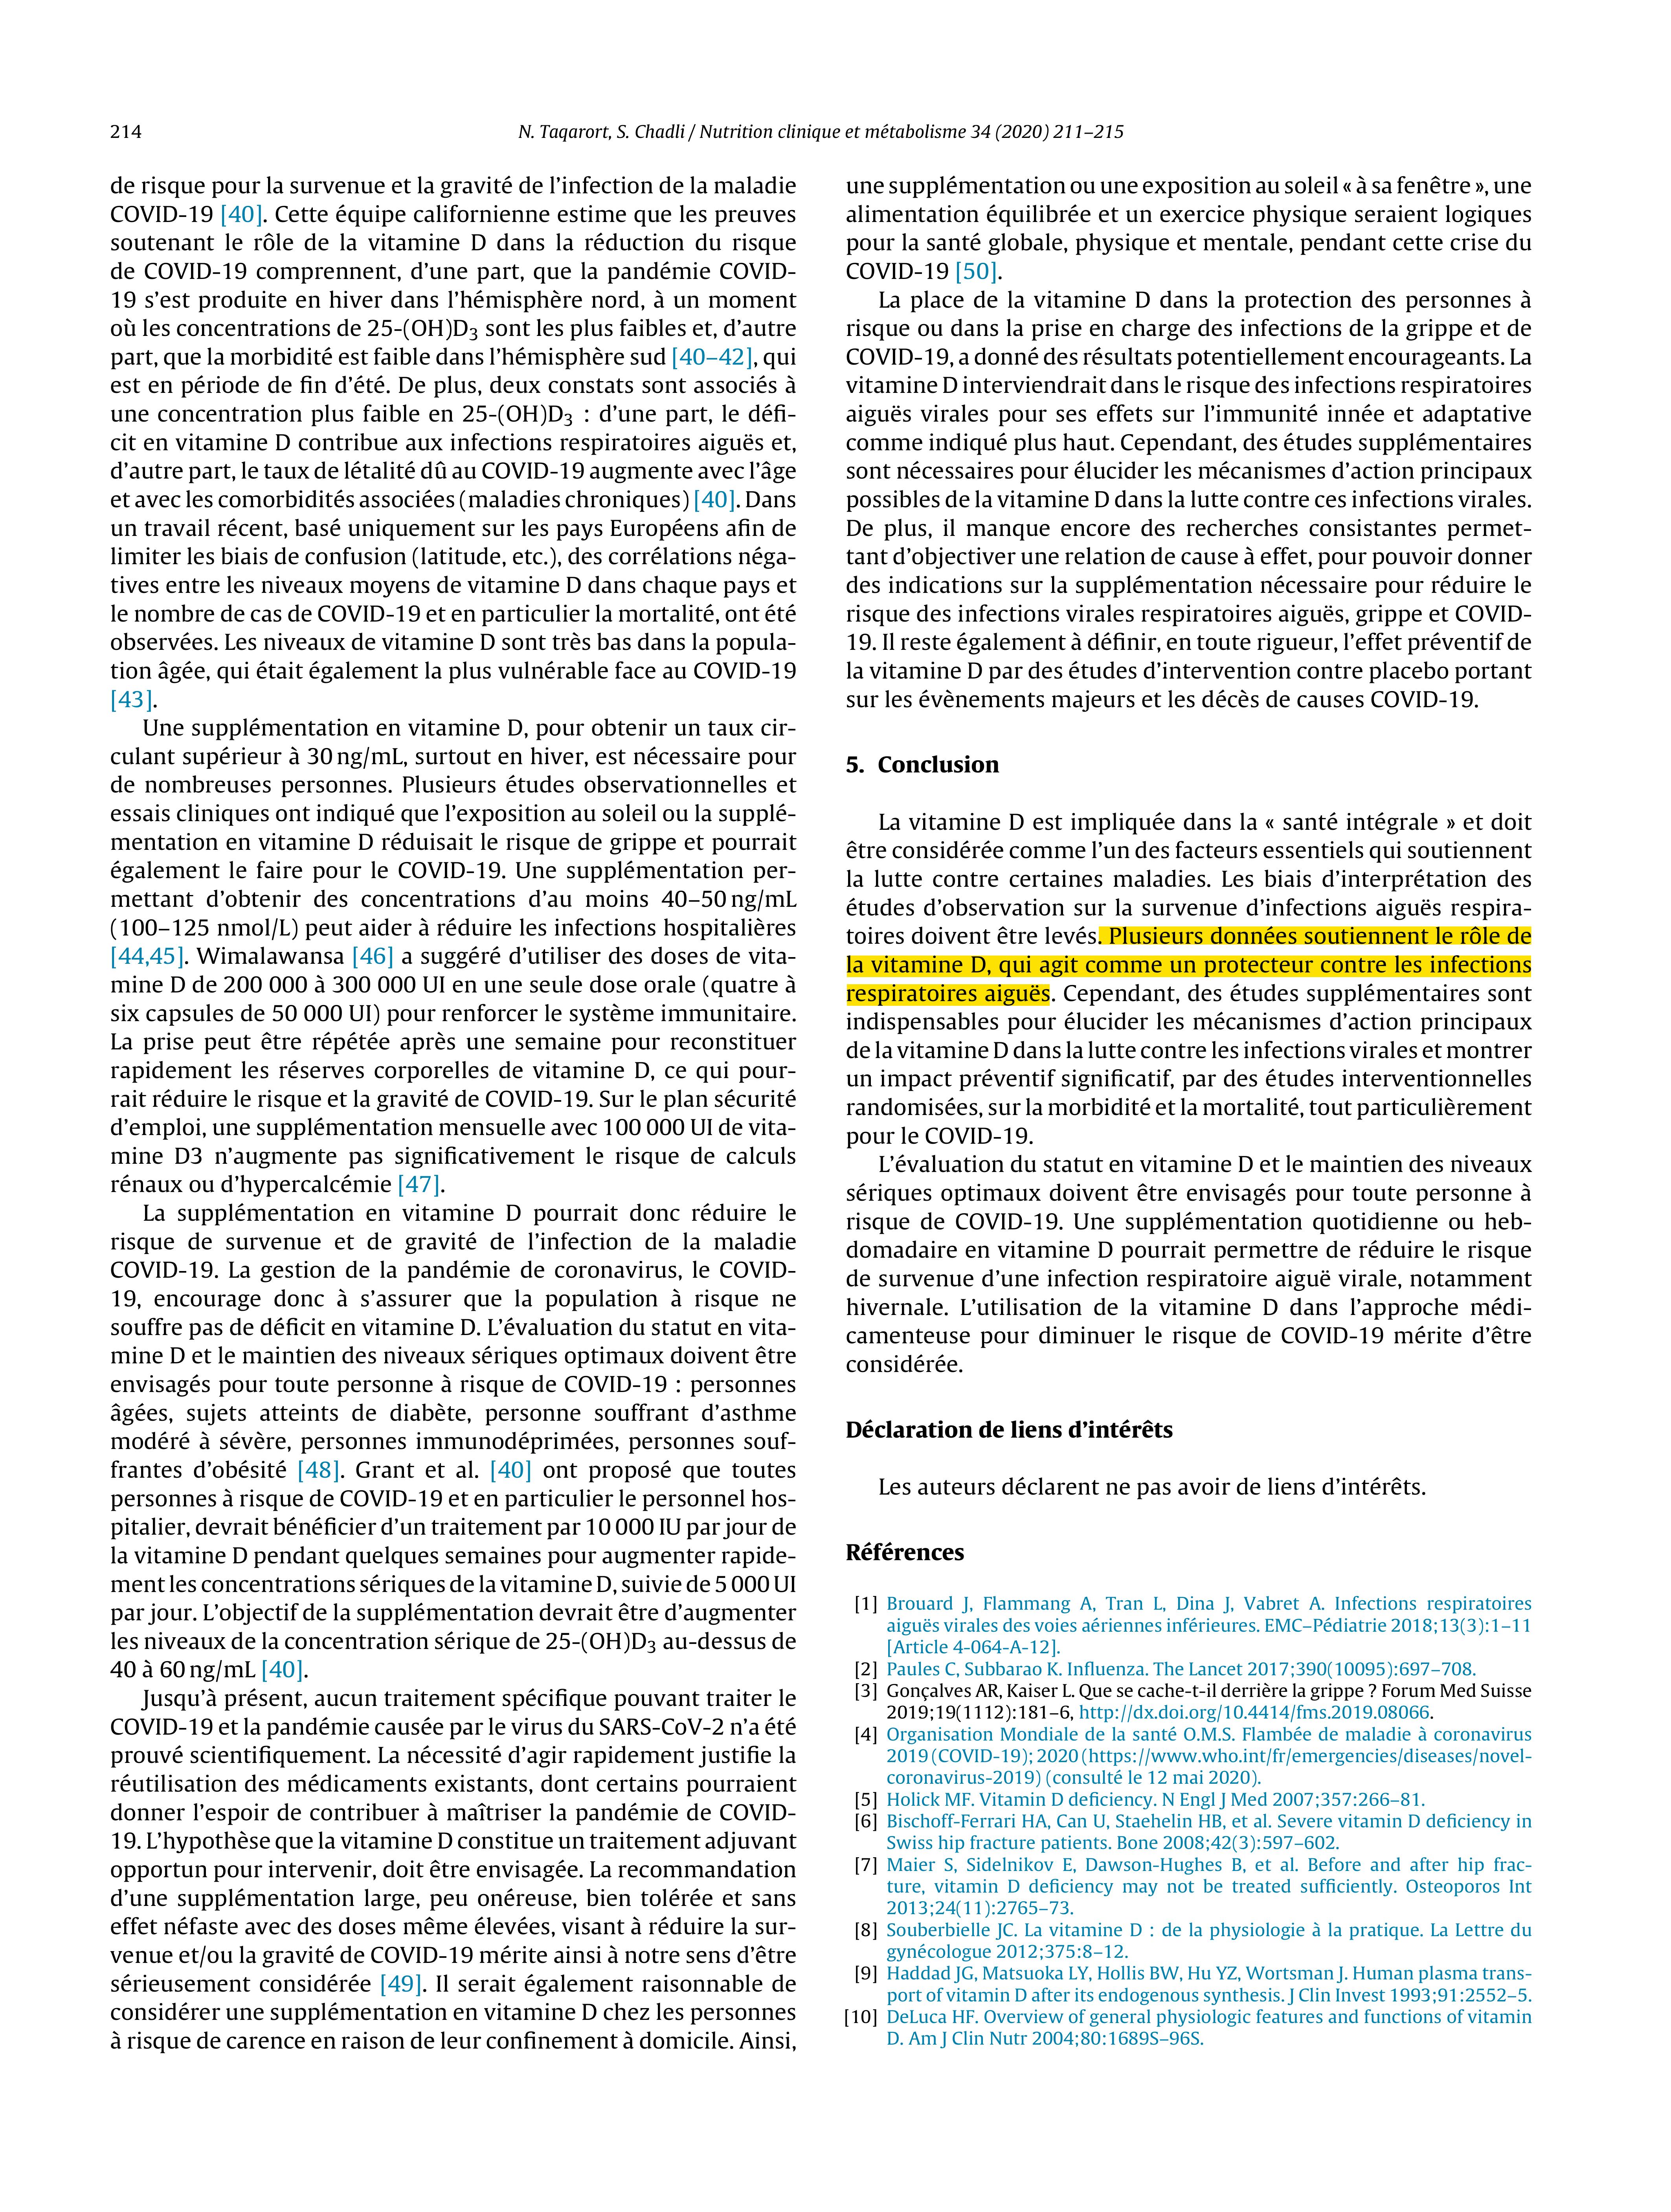 214
N. Taqarort, S. Chadli / Nutrition clinique et métabolisme 34 (2020) 211–215
de risque pour la survenue et la gravité de l’infection de la maladie
COVID-19 [40]. Cette équipe californienne estime que les preuves
soutenant le rôle de la vitamine D dans la réduction du risque
de COVID-19 comprennent, d’une part, que la pandémie COVID-
19 s’est produite en hiver dans l’hémisphère nord, à un moment
où les concentrations de 25-(OH)D3 sont les plus faibles et, d’autre
part, que la morbidité est faible dans l’hémisphère sud [40–42], qui
est en période de fin d’été. De plus, deux constats sont associés à
une concentration plus faible en 25-(OH)D3 : d’une part, le défi-
cit en vitamine D contribue aux infections respiratoires aiguës et,
d’autre part, le taux de létalité dû au COVID-19 augmente avec l’âge
et avec les comorbidités associées (maladies chroniques) [40]. Dans
un travail récent, basé uniquement sur les pays Européens afin de
limiter les biais de confusion (latitude, etc.), des corrélations néga-
tives entre les niveaux moyens de vitamine D dans chaque pays et
le nombre de cas de COVID-19 et en particulier la mortalité, ont été
observées. Les niveaux de vitamine D sont très bas dans la popula-
tion âgée, qui était également la plus vulnérable face au COVID-19
[43].
Une supplémentation en vitamine D, pour obtenir un taux cir-
culant supérieur à 30 ng/mL, surtout en hiver, est nécessaire pour
de nombreuses personnes. Plusieurs études observationnelles et
essais cliniques ont indiqué que l’exposition au soleil ou la supplé-
mentation en vitamine D réduisait le risque de grippe et pourrait
également le faire pour le COVID-19. Une supplémentation per-
mettant d’obtenir des concentrations d’au moins 40–50 ng/mL
(100–125 nmol/L) peut aider à réduire les infections hospitalières
[44,45]. Wimalawansa [46] a suggéré d’utiliser des doses de vita-
mine D de 200 000 à 300 000 UI en une seule dose orale (quatre à
six capsules de 50 000 UI) pour renforcer le système immunitaire.
La prise peut être répétée après une semaine pour reconstituer
rapidement les réserves corporelles de vitamine D, ce qui pour-
rait réduire le risque et la gravité de COVID-19. Sur le plan sécurité
d’emploi, une supplémentation mensuelle avec 100 000 UI de vita-
mine D3 n’augmente pas significativement le risque de calculs
rénaux ou d’hypercalcémie [47].
La supplémentation en vitamine D pourrait donc réduire le
risque de survenue et de gravité de l’infection de la maladie
COVID-19. La gestion de la pandémie de coronavirus, le COVID-
19, encourage donc à s’assurer que la population à risque ne
souffre pas de déficit en vitamine D. L’évaluation du statut en vita-
mine D et le maintien des niveaux sériques optimaux doivent être
envisagés pour toute personne à risque de COVID-19 : personnes
âgées, sujets atteints de diabète, personne souffrant d’asthme
modéré à sévère, personnes immunodéprimées, personnes souf-
frantes d’obésité [48]. Grant et al. [40] ont proposé que toutes
personnes à risque de COVID-19 et en particulier le personnel hos-
pitalier, devrait bénéficier d’un traitement par 10 000 IU par jour de
la vitamine D pendant quelques semaines pour augmenter rapide-
ment les concentrations sériques de la vitamine D, suivie de 5 000 UI
par jour. L’objectif de la supplémentation devrait être d’augmenter
les niveaux de la concentration sérique de 25-(OH)D3 au-dessus de
40 à 60 ng/mL [40].
Jusqu’à présent, aucun traitement spécifique pouvant traiter le
COVID-19 et la pandémie causée par le virus du SARS-CoV-2 n’a été
prouvé scientifiquement. La nécessité d’agir rapidement justifie la
réutilisation des médicaments existants, dont certains pourraient
donner l’espoir de contribuer à maîtriser la pandémie de COVID-
19. L’hypothèse que la vitamine D constitue un traitement adjuvant
opportun pour intervenir, doit être envisagée. La recommandation
d’une supplémentation large, peu onéreuse, bien tolérée et sans
effet néfaste avec des doses même élevées, visant à réduire la sur-
venue et/ou la gravité de COVID-19 mérite ainsi à notre sens d’être
sérieusement considérée [49]. Il serait également raisonnable de
considérer une supplémentation en vitamine D chez les personnes
à risque de carence en raison de leur confinement à domicile. Ainsi,
une supplémentation ou une exposition au soleil « à sa fenêtre », une
alimentation équilibrée et un exercice physique seraient logiques
pour la santé globale, physique et mentale, pendant cette crise du
COVID-19 [50].
La place de la vitamine D dans la protection des personnes à
risque ou dans la prise en charge des infections de la grippe et de
COVID-19, a donné des résultats potentiellement encourageants. La
vitamine D interviendrait dans le risque des infections respiratoires
aiguës virales pour ses effets sur l’immunité innée et adaptative
comme indiqué plus haut. Cependant, des études supplémentaires
sont nécessaires pour élucider les mécanismes d’action principaux
possibles de la vitamine D dans la lutte contre ces infections virales.
De plus, il manque encore des recherches consistantes permet-
tant d’objectiver une relation de cause à effet, pour pouvoir donner
des indications sur la supplémentation nécessaire pour réduire le
risque des infections virales respiratoires aiguës, grippe et COVID-
19. Il reste également à définir, en toute rigueur, l’effet préventif de
la vitamine D par des études d’intervention contre placebo portant
sur les évènements majeurs et les décès de causes COVID-19.
5. Conclusion
La vitamine D est impliquée dans la « santé intégrale » et doit
être considérée comme l’un des facteurs essentiels qui soutiennent
la lutte contre certaines maladies. Les biais d’interprétation des
études d’observation sur la survenue d’infections aiguës respira-
toires doivent être levés. Plusieurs données soutiennent le rôle de
la vitamine D, qui agit comme un protecteur contre les infections
respiratoires aiguës. Cependant, des études supplémentaires sont
indispensables pour élucider les mécanismes d’action principaux
de la vitamine D dans la lutte contre les infections virales et montrer
un impact préventif significatif, par des études interventionnelles
randomisées, sur la morbidité et la mortalité, tout particulièrement
pour le COVID-19.
L’évaluation du statut en vitamine D et le maintien des niveaux
sériques optimaux doivent être envisagés pour toute personne à
risque de COVID-19. Une supplémentation quotidienne ou heb-
domadaire en vitamine D pourrait permettre de réduire le risque
de survenue d’une infection respiratoire aiguë virale, notamment
hivernale. L’utilisation de la vitamine D dans l’approche médi-
camenteuse pour diminuer le risque de COVID-19 mérite d’être
considérée.
Déclaration de liens d’intérêts
Les auteurs déclarent ne pas avoir de liens d’intérêts.
Références
[1] Brouard J, Flammang A, Tran L, Dina J, Vabret A. Infections respiratoires
aiguës virales des voies aériennes inférieures. EMC–Pédiatrie 2018;13(3):1–11
[Article 4-064-A-12].
[2] Paules C, Subbarao K. Influenza. The Lancet 2017;390(10095):697–708.
[3] Gonçalves AR, Kaiser L. Que se cache-t-il derrière la grippe ? Forum Med Suisse
2019;19(1112):181–6, http://dx.doi.org/10.4414/fms.2019.08066.
[4] Organisation Mondiale de la santé O.M.S. Flambée de maladie à coronavirus
2019 (COVID-19); 2020 (https://www.who.int/fr/emergencies/diseases/novel-
coronavirus-2019) (consulté le 12 mai 2020).
[5] Holick MF. Vitamin D deficiency. N Engl J Med 2007;357:266–81.
[6] Bischoff-Ferrari HA, Can U, Staehelin HB, et al. Severe vitamin D deficiency in
Swiss hip fracture patients. Bone 2008;42(3):597–602.
[7] Maier S, Sidelnikov E, Dawson-Hughes B, et al. Before and after hip frac-
ture, vitamin D deficiency may not be treated sufficiently. Osteoporos Int
2013;24(11):2765–73.
[8] Souberbielle JC. La vitamine D : de la physiologie à la pratique. La Lettre du
gynécologue 2012;375:8–12.
[9] Haddad JG, Matsuoka LY, Hollis BW, Hu YZ, Wortsman J. Human plasma trans-
port of vitamin D after its endogenous synthesis. J Clin Invest 1993;91:2552–5.
[10] DeLuca HF. Overview of general physiologic features and functions of vitamin
D. Am J Clin Nutr 2004;80:1689S–96S.